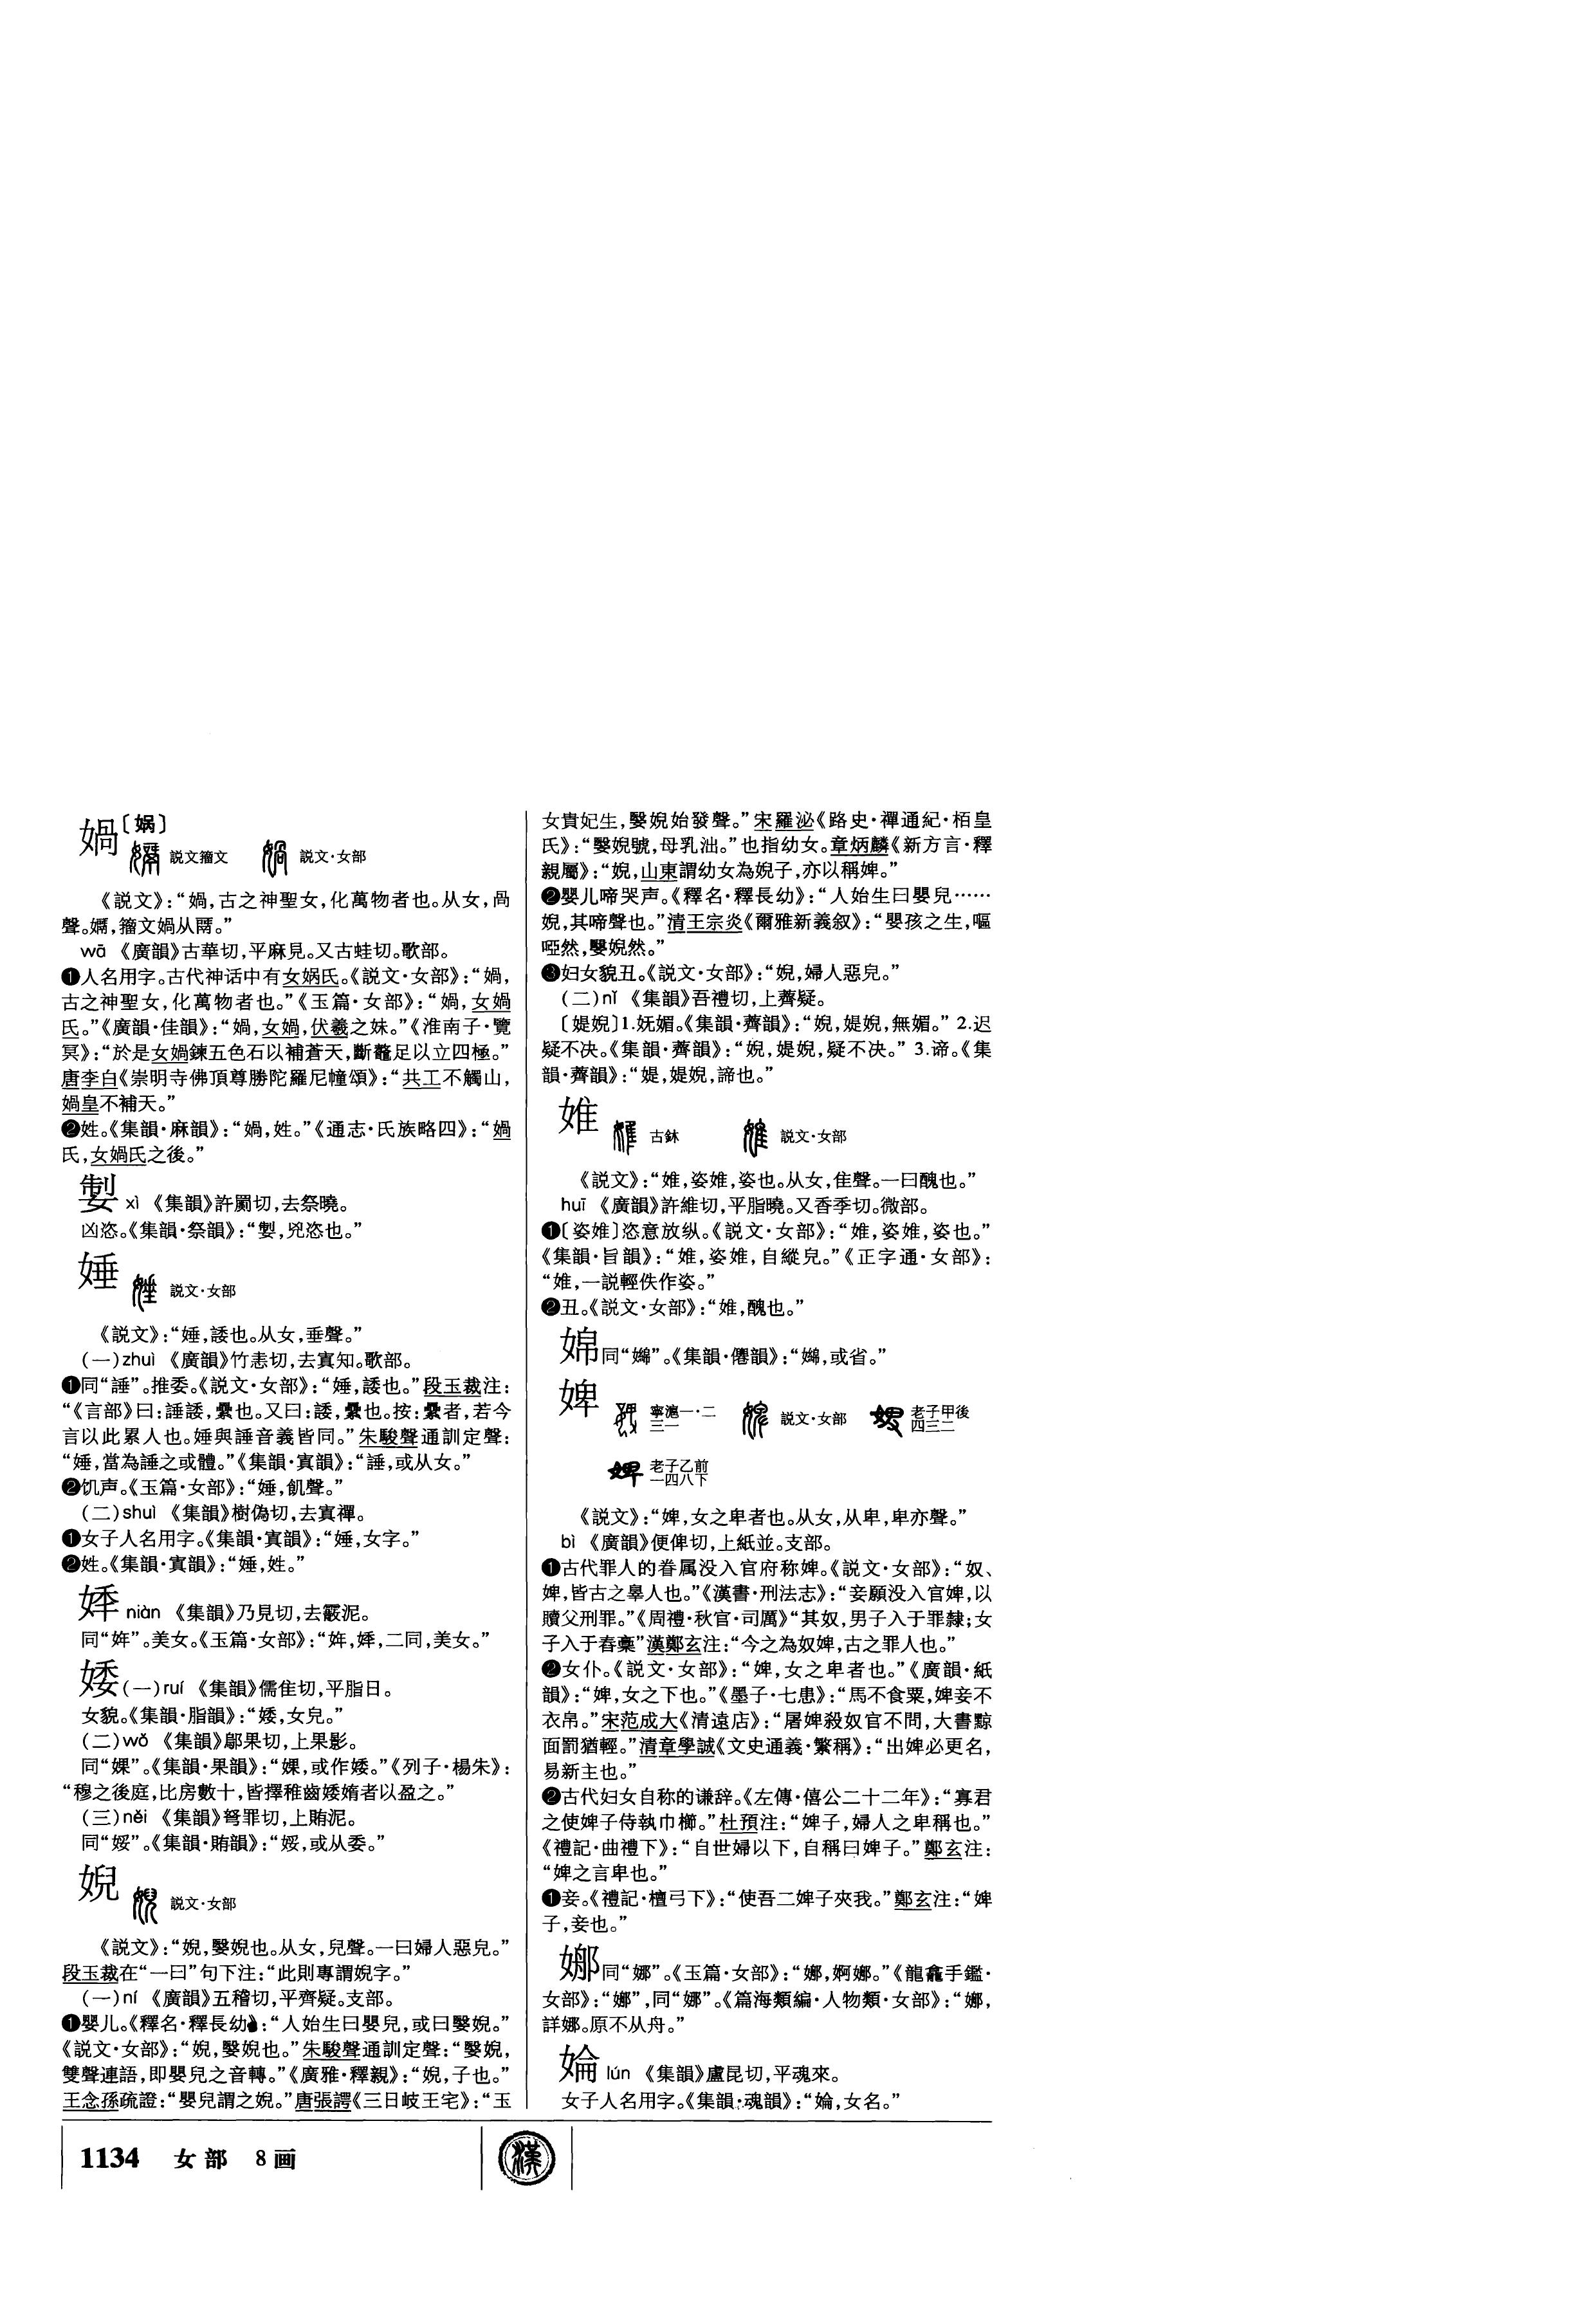 媧〔娲〕
説文籀文 説文·女部
《説文》：“媧，古之神聖女，化萬物者也。从女，咼
聲。㛻，籀文媧从𩰲。”
wā 《廣韻》古華切，平麻見。又古蛙切。歌部。
❶人名用字。古代神话中有女娲氏。《説文·女部》：“媧，
古之神聖女，化萬物者也。”《玉篇·女部》：“媧，女媧
氏。”《廣韻·佳韻》：“媧，女媧，伏羲之妹。”《淮南子·覽
冥》：“於是女媧鍊五色石以補蒼天，斷鼇足以立四極。”
唐李白《崇明寺佛頂尊勝陀羅尼幢頌》：“共工不觸山，
媧皇不補天。”
❷姓。《集韻·麻韻》：“媧，姓。”《通志·氏族略四》：“媧
氏，女媧氏之後。”
㛿 xì 《集韻》許罽切，去祭曉。
凶恣。《集韻·祭韻》：“㛿，兇恣也。”
娷 説文·女部
《説文》：“娷，諉也。从女，垂聲。”
(一)zhuì 《廣韻》竹恚切，去寘知。歌部。
❶同“諈”。推委。《説文·女部》：“娷，諉也。”段玉裁注：
“《言部》曰：諈諉，纍也。又曰：諉，纍也。按：纍者，若今
言以此累人也。娷與諈音義皆同。”朱駿聲通訓定聲：
“娷，當為諈之或體。”《集韻·寘韻》：“諈，或从女。”
❷饥声。《玉篇·女部》：“娷，飢聲。”
(二)shuì 《集韻》樹偽切，去寘禪。
❶女子人名用字。《集韻·寘韻》：“娷，女字。”
❷姓。《集韻·寘韻》：“娷，姓。”
niàn 《集韻》乃見切，去霰泥。
同“姩”。美女。《玉篇·女部》：“姩，二同，美女。”
婑(一)ruí 《集韻》儒隹切，平脂日。
女貌。《集韻·脂韻》：“婑，女皃。”
(二)wǒ 《集韻》鄔果切，上果影。
同“婐”。《集韻·果韻》：“婐，或作婑。”《列子·楊朱》：
“穆之後庭，比房數十，皆擇稚齒婑媠者以盈之。”
(三)něi 《集韻》弩罪切，上賄泥。
同“娞”。《集韻·賄韻》：“娞，或从委。”
婗 説文·女部
《説文》：“婗，嫛婗也。从女，兒聲。一曰婦人惡皃。”
段玉裁在“一曰”句下注：“此則專謂婗字。”
(一)ní 《廣韻》五稽切，平齊疑。支部。
❶婴儿。《釋名·釋長幼：“人始生曰嬰兒，或曰嫛婗。”
《説文·女部》：“婗，嫛婗也。”朱駿聲通訓定聲：“嫛婗，
雙聲連語，即嬰兒之音轉。”《廣雅·釋親》：“婗，子也。”
王念孫疏證：“嬰兒謂之婗。”唐張諤《三日岐王宅》：“玉
女貴妃生，嫛婗始發聲。”宋羅泌《路史·禪通紀·栢皇
氏》：“嫛婗號，母乳泏。”也指幼女。章炳麟《新方言·釋
親屬》：“婗，山東謂幼女為婗子，亦以稱婢。”
❷婴儿啼哭声。《釋名·釋長幼》：“人始生曰嬰兒……
婗，其啼聲也。”清王宗炎《爾雅新義叙》：“嬰孩之生，嘔
啞然，嫛婗然。”
❸妇女貌丑。《説文·女部》：“婗，婦人惡皃。”
(二)nǐ 《集韻》吾禮切，上薺疑。
〔媞婗〕1.妩媚。《集韻·薺韻》：“婗，媞婗，無媚。” 2.迟
疑不决。《集韻·薺韻》：“婗，媞婗，疑不决。” 3.谛。《集
韻·薺韻》：“媞，媞婗，諦也。”
婎 古鉢 説文·女部
《説文》：“婎，姿婎，姿也。从女，隹聲。一曰醜也。”
huī 《廣韻》許維切，平脂曉。又香季切。微部。
❶〔姿婎〕恣意放纵。《説文·女部》：“婎，姿婎，姿也。”
《集韻·旨韻》：“婎，姿婎，自縱皃。”《正字通·女部》：
“婎，一説輕佚作姿。”
❷丑。《説文·女部》：“婎，醜也。”
婂同“嬵”。《集韻·僊韻》：“嬵，或省。”
婢 寧滬一·二三一 説文·女部 老子甲後四三二
老子乙前一四八下
《説文》：“婢，女之卑者也。从女，从卑，卑亦聲。”
bì 《廣韻》便俾切，上紙並。支部。
❶古代罪人的眷属没入官府称婢。《説文·女部》：“奴、
婢，皆古之辠人也。”《漢書·刑法志》：“妾願没入官婢，以
贖父刑罪。”《周禮·秋官·司厲》“其奴，男子入于罪隸；女
子入于舂槀”漢鄭玄注：“今之為奴婢，古之罪人也。”
❷女仆。《説文·女部》：“婢，女之卑者也。”《廣韻·紙
韻》：“婢，女之下也。”《墨子·七患》：“馬不食粟，婢妾不
衣帛。”宋范成大《清遠店》：“屠婢殺奴官不問，大書黥
面罰猶輕。”清章學誠《文史通義·繁稱》：“出婢必更名，
易新主也。”
❷古代妇女自称的谦辞。《左傳·僖公二十二年》：“寡君
之使婢子侍執巾櫛。”杜預注：“婢子，婦人之卑稱也。”
《禮記·曲禮下》：“自世婦以下，自稱曰婢子。”鄭玄注：
“婢之言卑也。”
❶妾。《禮記·檀弓下》：“使吾二婢子夾我。”鄭玄注：“婢
子，妾也。”
同“娜”。《玉篇·女部》：“婀。”《龍龕手鑑·
女部》：“同“娜”。《篇海類編·人物類·女部》：“
詳娜。原不从舟。”
婨 lún 《集韻》盧昆切，平魂來。
女子人名用字。《集韻·魂韻》：“婨，女名。”
1134 女部 8画
漢